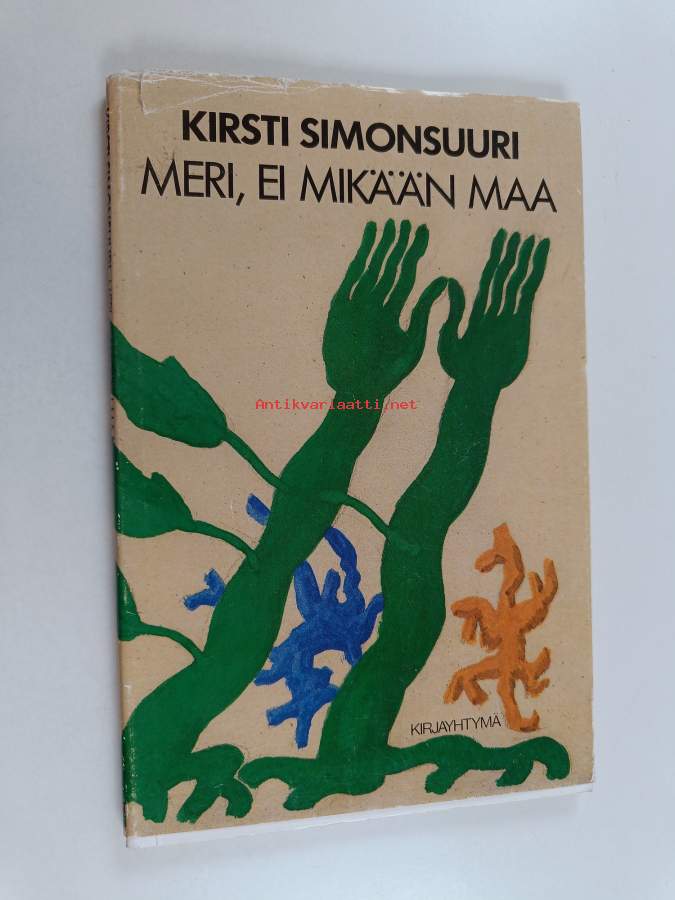 KIRSTI SIMONSUURI
MERI, EI MIKÄÄN MAA
Antikvariaatti.net
KIRJAYHTYMÄ